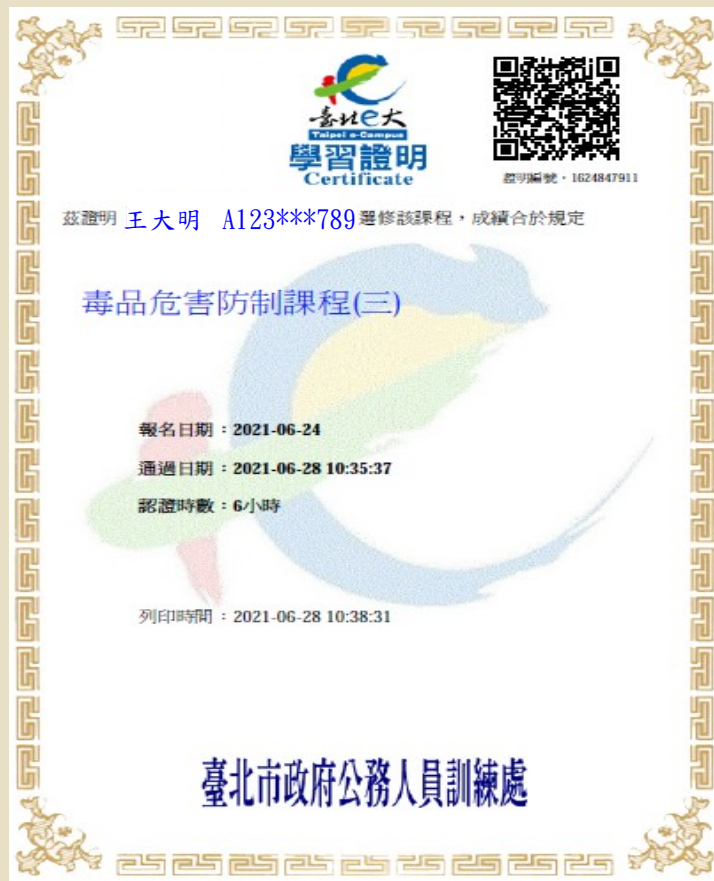 臺北e大
Taipei e-Campus
學習證明
Certificate
證明編號・1624847911
茲證明 王大明 A123***789 選修該課程，成績合於規定
毒品危害防制課程(三)
報名日期：2021-06-24
通過日期：2021-06-28 10:35:37
認證時數：6小時
列印時間：2021-06-28 10:38:31
臺北市政府公務人員訓練處